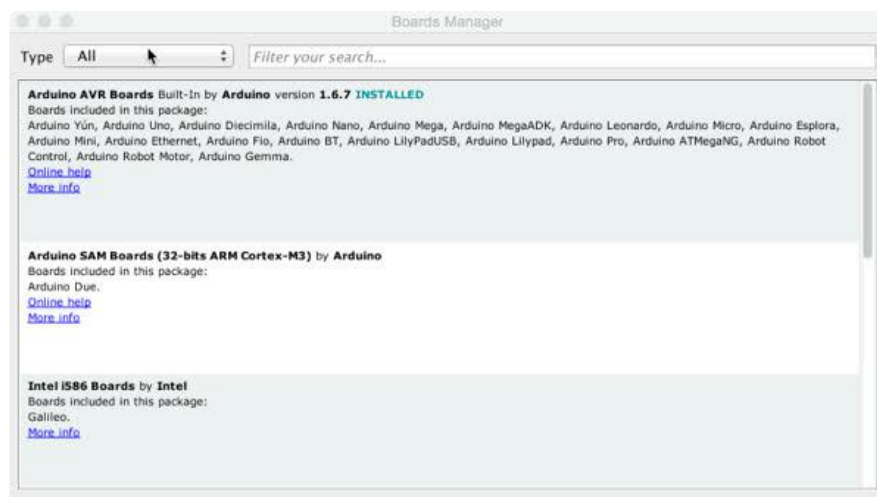 Boards Manager
Type All Filter your search...
Arduino AVR Boards Built-In by Arduino version 1.6.7 INSTALLED
Boards included in this package:
Arduino Yún, Arduino Uno, Arduino Diecimila, Arduino Nano, Arduino Mega, Arduino MegaADK, Arduino Leonardo, Arduino Micro, Arduino Esplora,
Arduino Mini, Arduino Ethernet, Arduino Fio, Arduino BT, Arduino LilyPadUSB, Arduino Lilypad, Arduino Pro, Arduino ATMegaNG, Arduino Robot
Control, Arduino Robot Motor, Arduino Gemma.
Online help
More info
Arduino SAM Boards (32-bits ARM Cortex-M3) by Arduino
Boards included in this package:
Arduino Due.
Online help
More info
Intel i586 Boards by Intel
Boards included in this package:
Galileo.
More info